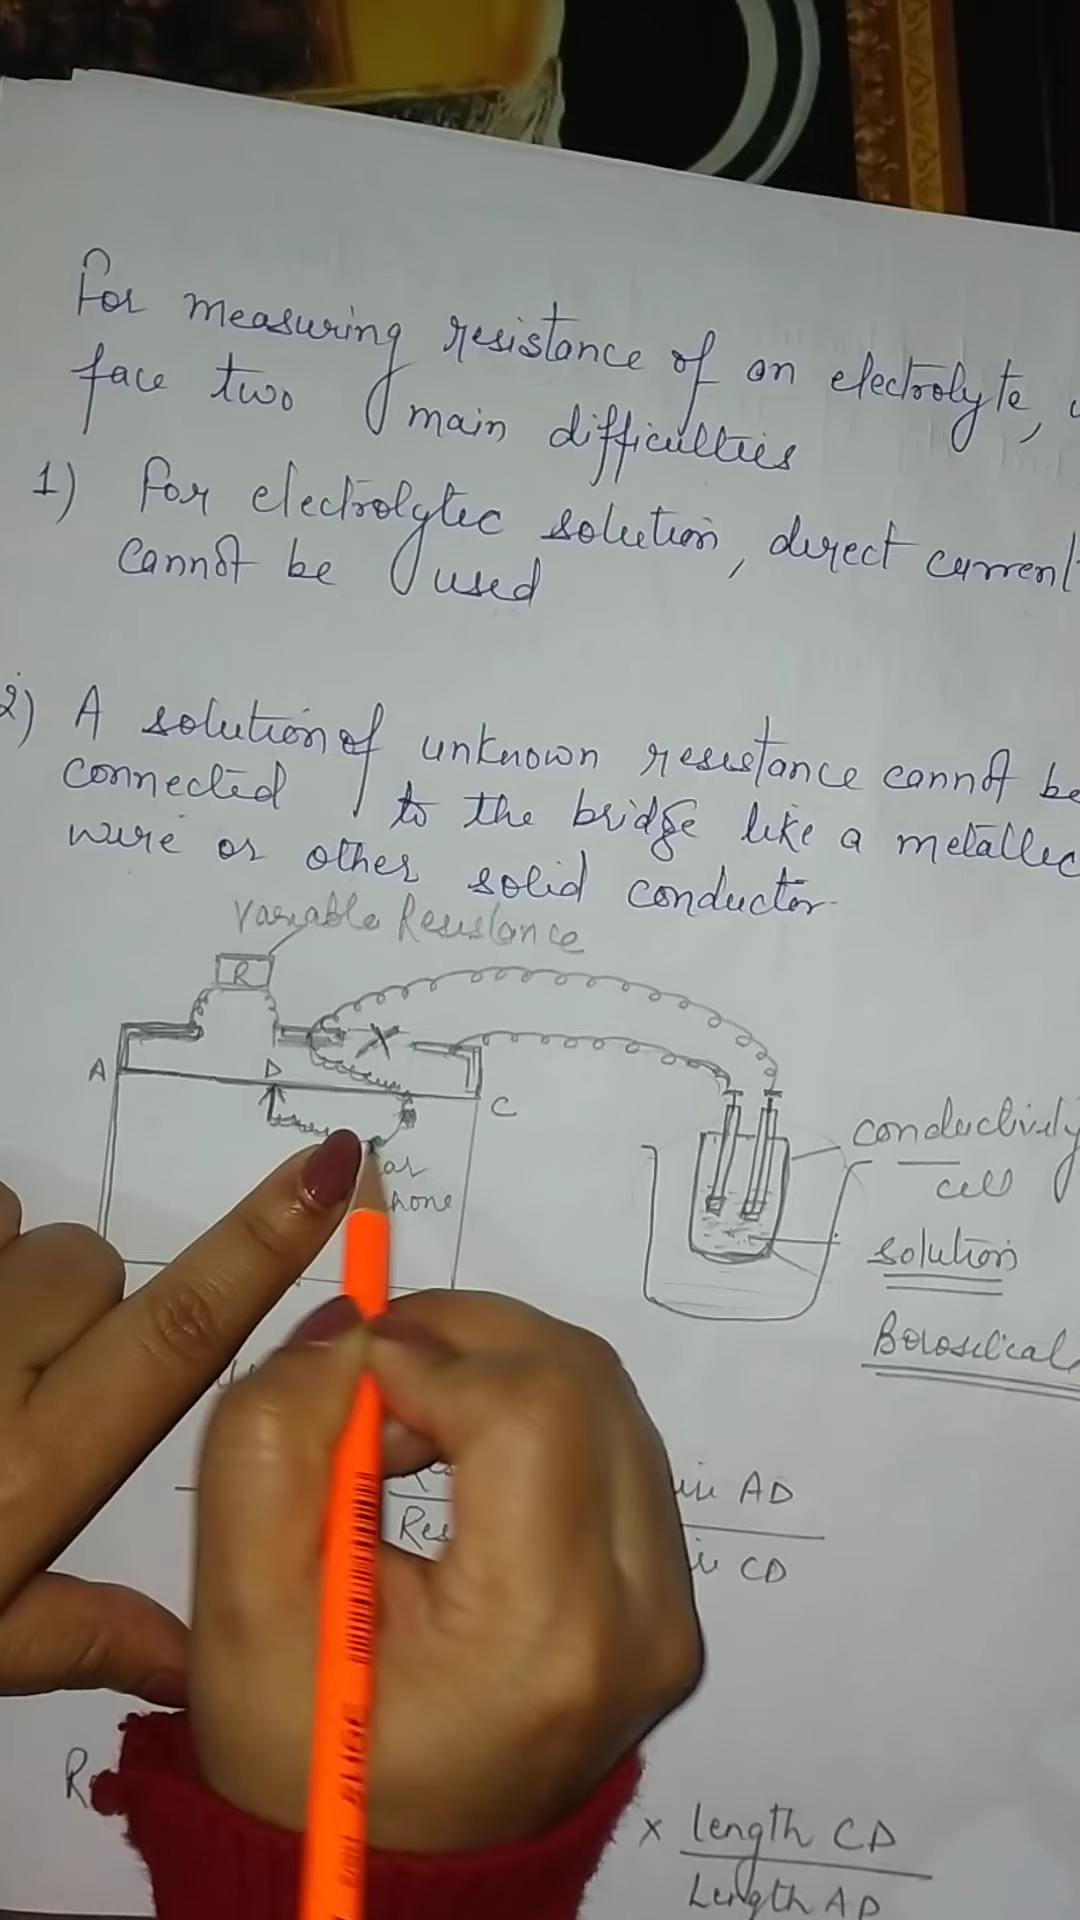 For measuring resistance of an electrolyte,
face two main difficulties
1) For electrolytic solution, direct current
cannot be used
2) A solution of unknown resistance cannot be
connected to the bridge like a metallic
wire or other solid conductor.
Variable Resistance
R
X
A
D
C
conductivity
cell
solution
AD
Res
CD
R
x length CD
Length AD